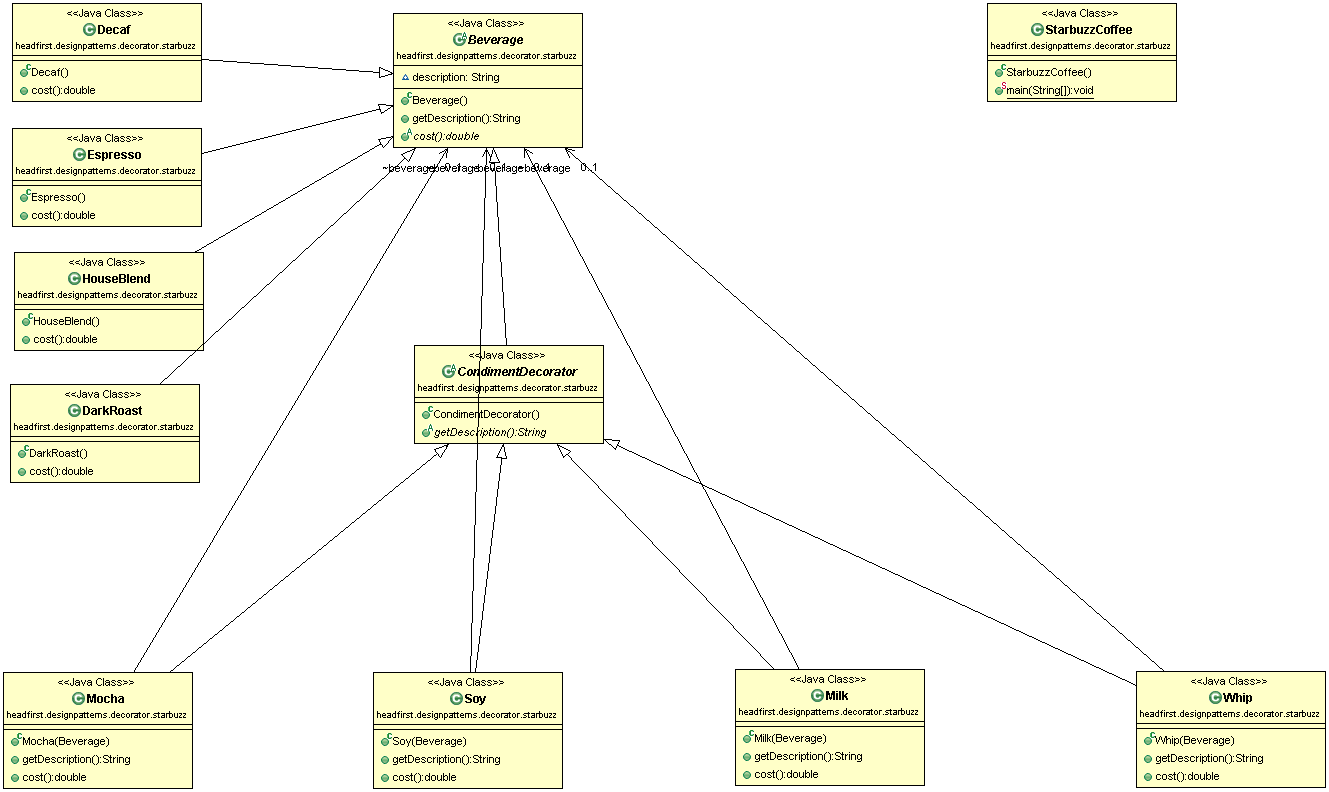 <<Java Class>>
Decaf
headfirst.designpatterns.decorator.starbuzz
Decaf()
cost():double
<<Java Class>>
Beverage
headfirst.designpatterns.decorator.starbuzz
description: String
Beverage()
getDescription():String
cost():double
<<Java Class>>
StarbuzzCoffee
headfirst.designpatterns.decorator.starbuzz
StarbuzzCoffee()
main(String[]):void
<<Java Class>>
Espresso
headfirst.designpatterns.decorator.starbuzz
Espresso()
cost():double
~beverage ~beverage ~beverage ~beverage 0..1
<<Java Class>>
HouseBlend
headfirst.designpatterns.decorator.starbuzz
HouseBlend()
cost():double
<<Java Class>>
DarkRoast
headfirst.designpatterns.decorator.starbuzz
DarkRoast()
cost():double
<<Java Class>>
CondimentDecorator
headfirst.designpatterns.decorator.starbuzz
CondimentDecorator()
getDescription():String
<<Java Class>>
Mocha
headfirst.designpatterns.decorator.starbuzz
Mocha(Beverage)
getDescription():String
cost():double
<<Java Class>>
Soy
headfirst.designpatterns.decorator.starbuzz
Soy(Beverage)
getDescription():String
cost():double
<<Java Class>>
Milk
headfirst.designpatterns.decorator.starbuzz
Milk(Beverage)
getDescription():String
cost():double
<<Java Class>>
Whip
headfirst.designpatterns.decorator.starbuzz
Whip(Beverage)
getDescription():String
cost():double